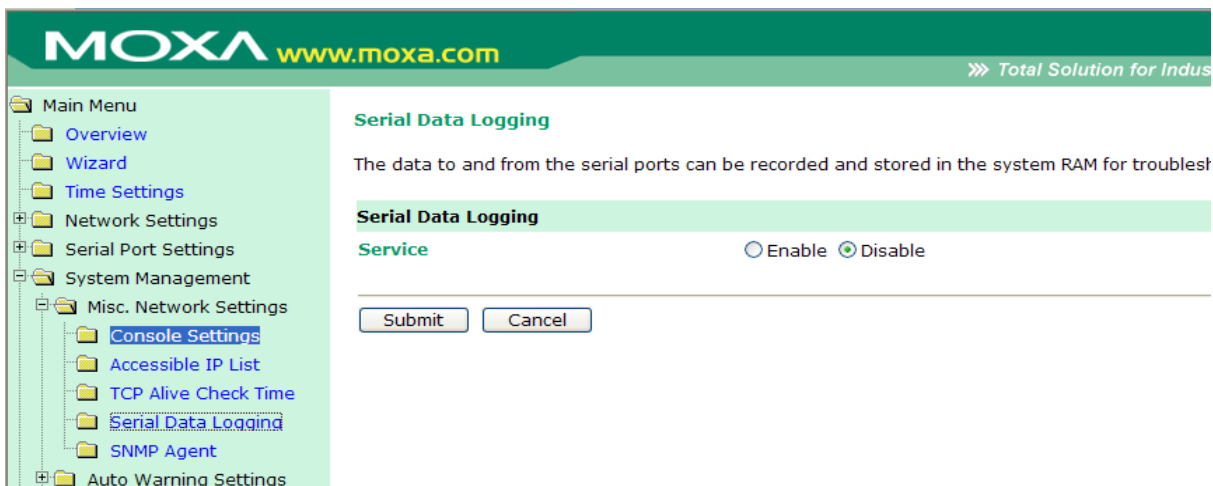 MOXA www.moxa.com
Total Solution for Indus
Main Menu
Overview
Wizard
Time Settings
Network Settings
Serial Port Settings
System Management
Misc. Network Settings
Console Settings
Accessible IP List
TCP Alive Check Time
Serial Data Logging
SNMP Agent
Auto Warning Settings
Serial Data Logging
The data to and from the serial ports can be recorded and stored in the system RAM for troublesh
Serial Data Logging
Service Enable Disable
Submit Cancel